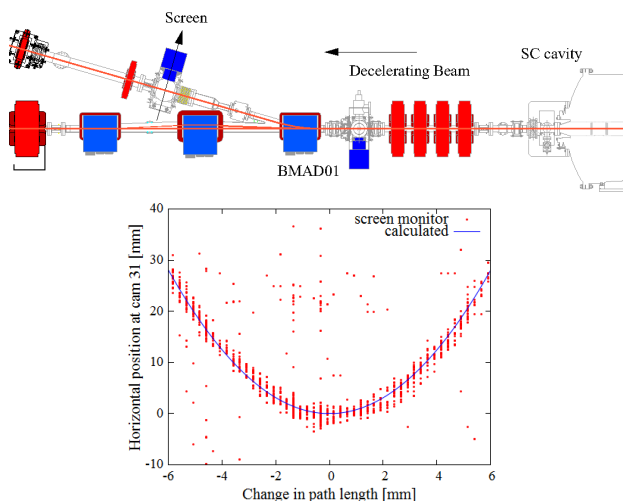 Screen
SC cavity
Decelerating Beam
BMAD01
screen monitor
calculated
Horizontal position at cam 31 [mm]
40
30
20
10
0
-10
-6
-4
-2
0
2
4
6
Change in path length [mm]